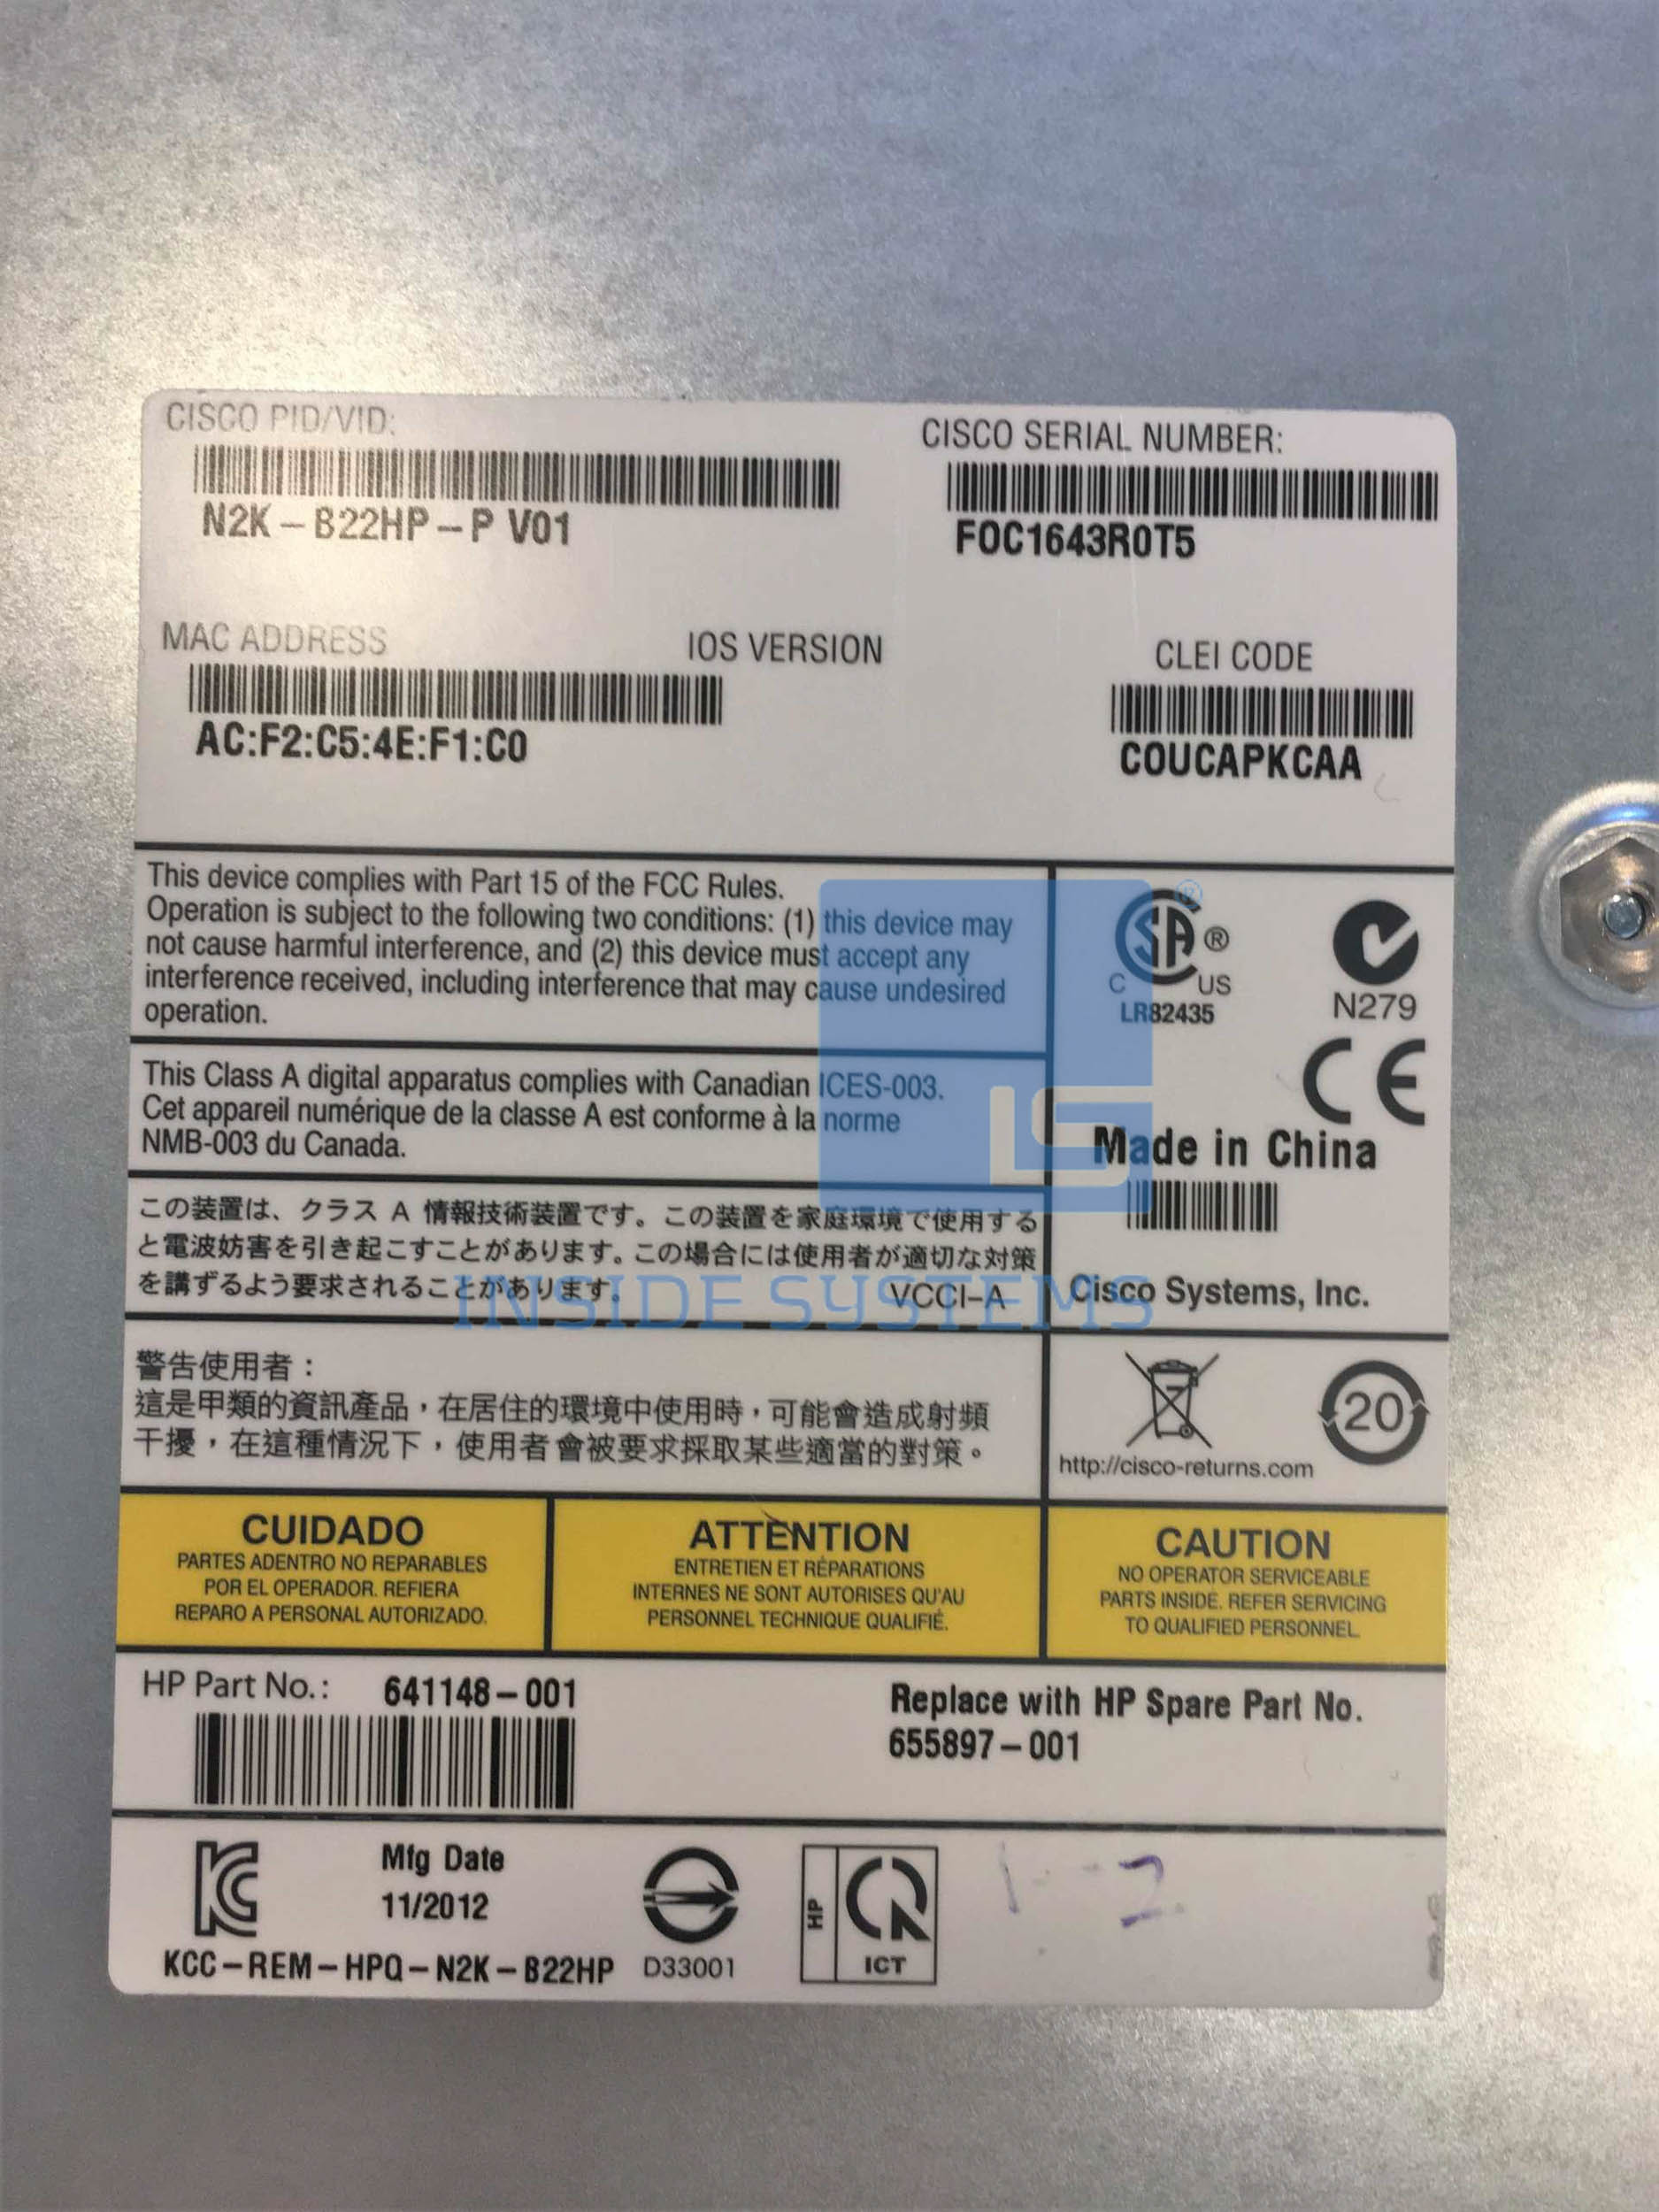 CISCO PID/VID:
N2K-B22HP-P V01
CISCO SERIAL NUMBER:
FOC1643R0T5
MAC ADDRESS
AC:F2:C5:4E:F1:C0
IOS VERSION
CLEI CODE
COUCAPKCAA
This device complies with Part 15 of the FCC Rules.
Operation is subject to the following two conditions: (1) this device may
not cause harmful interference, and (2) this device must accept any
interference received, including interference that may cause undesired
operation.
SA ®
C US
LR82435
N279
CE
This Class A digital apparatus complies with Canadian ICES-003.
Cet appareil numérique de la classe A est conforme à la norme
NMB-003 du Canada.
Made in China
この装置は、クラス A 情報技術装置です。この装置を家庭環境で使用する
と電波妨害を引き起こすことがあります。この場合には使用者が適切な対策
を講ずるよう要求されることがあります。 VCCI-A
Cisco Systems, Inc.
INSIDE SYSTEMS
警告使用者：
這是甲類的資訊產品，在居住的環境中使用時，可能會造成射頻
干擾，在這種情況下，使用者會被要求採取某些適當的對策。
20
http://cisco-returns.com
CUIDADO
PARTES ADENTRO NO REPARABLES
POR EL OPERADOR. REFIERA
REPARO A PERSONAL AUTORIZADO.
ATTENTION
ENTRETIEN ET RÉPARATIONS
INTERNES NE SONT AUTORISES QU'AU
PERSONNEL TECHNIQUE QUALIFIÉ.
CAUTION
NO OPERATOR SERVICEABLE
PARTS INSIDE. REFER SERVICING
TO QUALIFIED PERSONNEL.
HP Part No.: 641148-001
Replace with HP Spare Part No.
655897-001
Mfg Date
11/2012
KCC-REM-HPQ-N2K-B22HP
D33001
HP
ICT
1-2